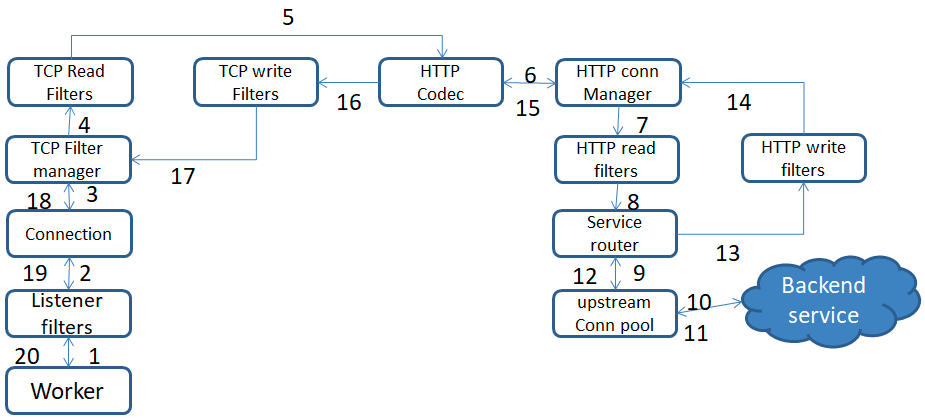 5
TCP Read
Filters
TCP write
Filters
HTTP
Codec
6
HTTP conn
Manager
16
15
14
4
7
TCP Filter
manager
17
HTTP read
filters
HTTP write
filters
18
3
8
Connection
Service
router
13
19
2
12
9
Listener
filters
upstream
Conn pool
10
11
Backend
service
20
1
Worker